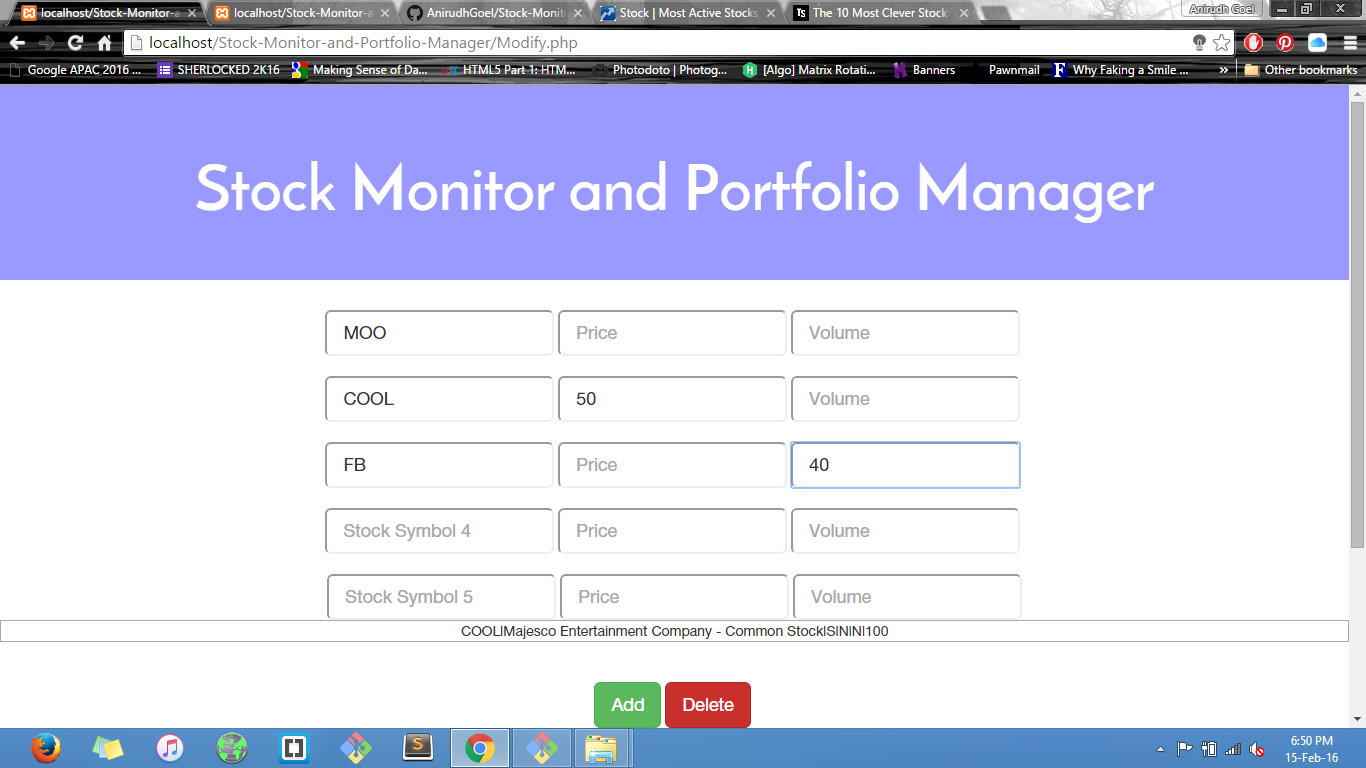 localhost/Stock-Monitor-a
localhost/Stock-Monitor-a
AnirudhGoel/Stock-Monit
Stock | Most Active Stocks
The 10 Most Clever Stock
Anirudh Goel
localhost/Stock-Monitor-and-Portfolio-Manager/Modify.php
Google APAC 2016 ...
SHERLOCKED 2K16
Making Sense of Da...
HTML5 Part 1: HTM...
Photodoto | Photog...
[Algo] Matrix Rotati...
Banners
Pawnmail
Why Faking a Smile ...
»
Other bookmarks
Stock Monitor and Portfolio Manager
MOO Price Volume
COOL 50 Volume
FB Price 40
Stock Symbol 4 Price Volume
Stock Symbol 5 Price Volume
COOL|Majesco Entertainment Company - Common Stock|S|N|N|100
Add Delete
6:50 PM
15-Feb-16